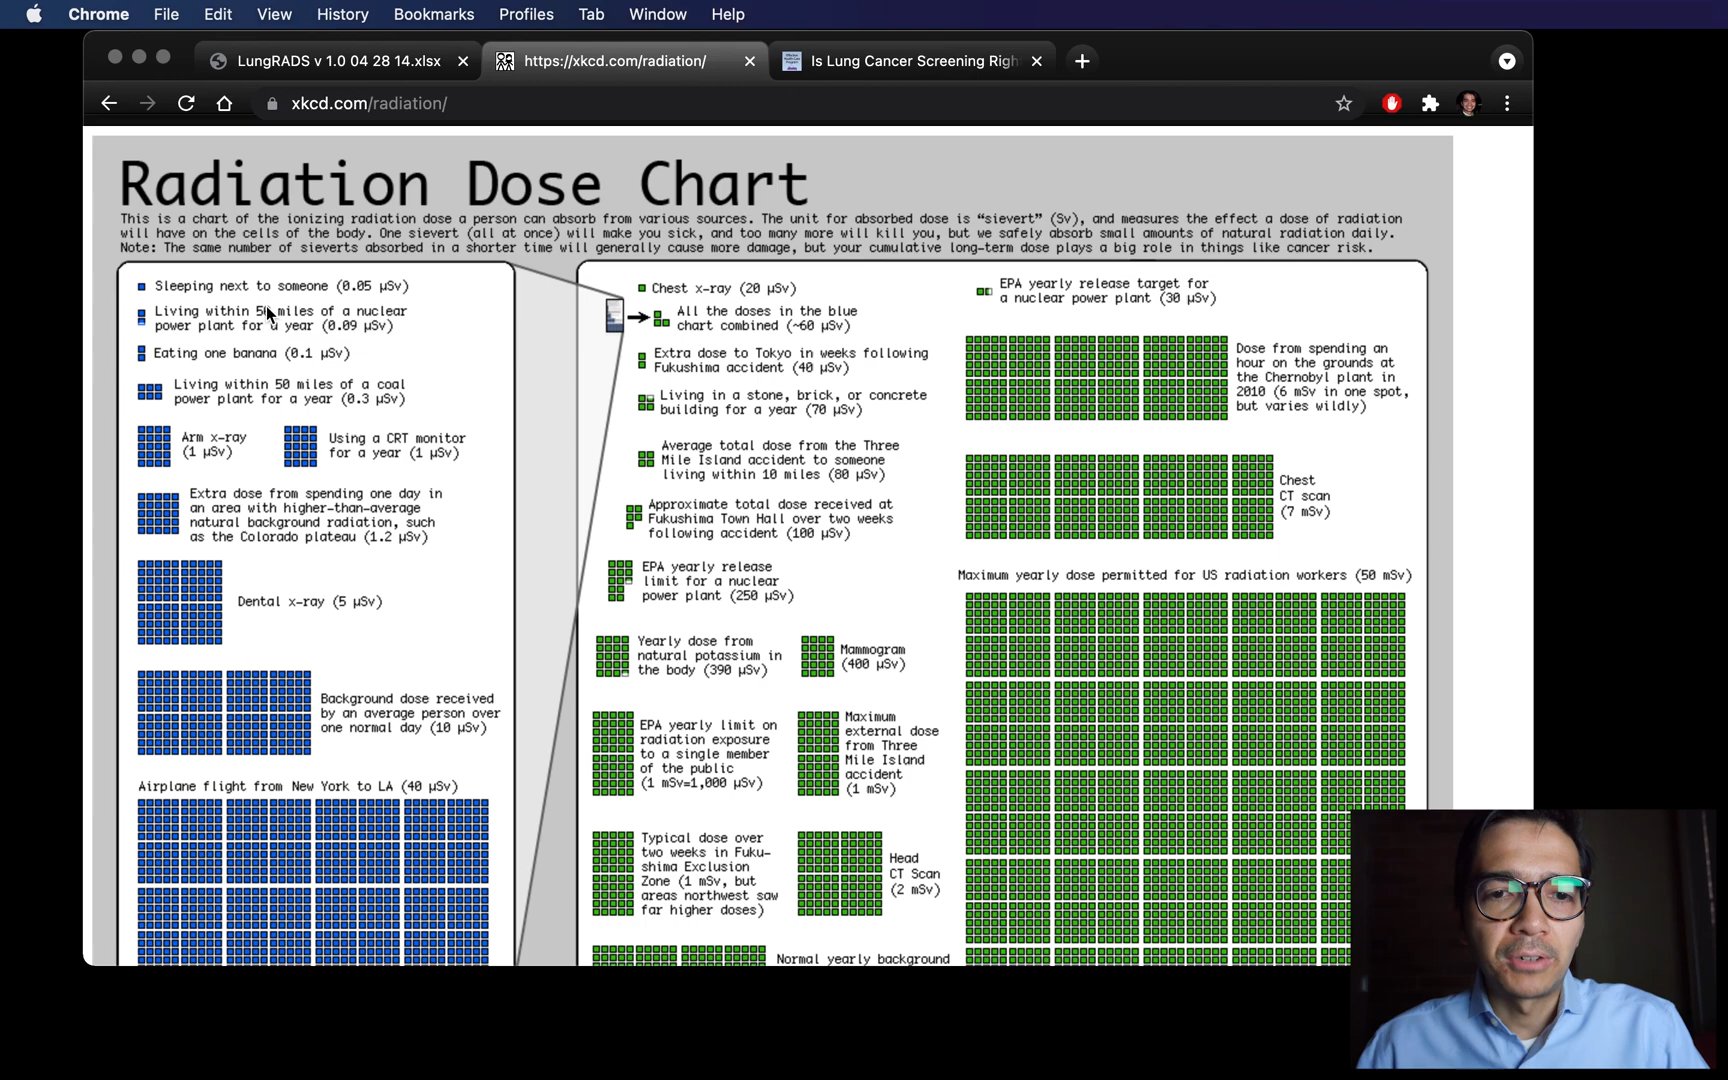 Chrome File Edit View History Bookmarks Profiles Tab Window Help
LungRADS v 1.0 04 28 14.xlsx
https://xkcd.com/radiation/
Is Lung Cancer Screening Righ
xkcd.com/radiation/
Radiation Dose Chart
This is a chart of the ionizing radiation dose a person can absorb from various sources. The unit for absorbed dose is "sievert" (Sv), and measures the effect a dose of radiation
will have on the cells of the body. One sievert (all at once) will make you sick, and too many more will kill you, but we safely absorb small amounts of natural radiation daily.
Note: The same number of sieverts absorbed in a shorter time will generally cause more damage, but your cumulative long-term dose plays a big role in things like cancer risk.
Sleeping next to someone (0.05 μSv)
Living within 50 miles of a nuclear
power plant for a year (0.09 μSv)
Eating one banana (0.1 μSv)
Living within 50 miles of a coal
power plant for a year (0.3 μSv)
Arm x-ray
(1 μSv)
Using a CRT monitor
for a year (1 μSv)
Extra dose from spending one day in
an area with higher-than-average
natural background radiation, such
as the Colorado plateau (1.2 μSv)
Dental x-ray (5 μSv)
Background dose received
by an average person over
one normal day (10 μSv)
Airplane flight from New York to LA (40 μSv)
Chest x-ray (20 μSv)
All the doses in the blue
chart combined (~60 μSv)
Extra dose to Tokyo in weeks following
Fukushima accident (40 μSv)
Living in a stone, brick, or concrete
building for a year (70 μSv)
Average total dose from the Three
Mile Island accident to someone
living within 10 miles (80 μSv)
Approximate total dose received at
Fukushima Town Hall over two weeks
following accident (100 μSv)
EPA yearly release
limit for a nuclear
power plant (250 μSv)
Yearly dose from
natural potassium in
the body (390 μSv)
Mammogram
(400 μSv)
EPA yearly limit on
radiation exposure
to a single member
of the public
(1 mSv=1,000 μSv)
Maximum
external dose
from Three
Mile Island
accident
(1 mSv)
Typical dose over
two weeks in Fuku-
shima Exclusion
Zone (1 mSv, but
areas northwest saw
far higher doses)
Head
CT Scan
(2 mSv)
Normal yearly background
EPA yearly release target for
a nuclear power plant (30 μSv)
Dose from spending an
hour on the grounds at
the Chernobyl plant in
2010 (6 mSv in one spot,
but varies wildly)
Chest
CT scan
(7 mSv)
Maximum yearly dose permitted for US radiation workers (50 mSv)